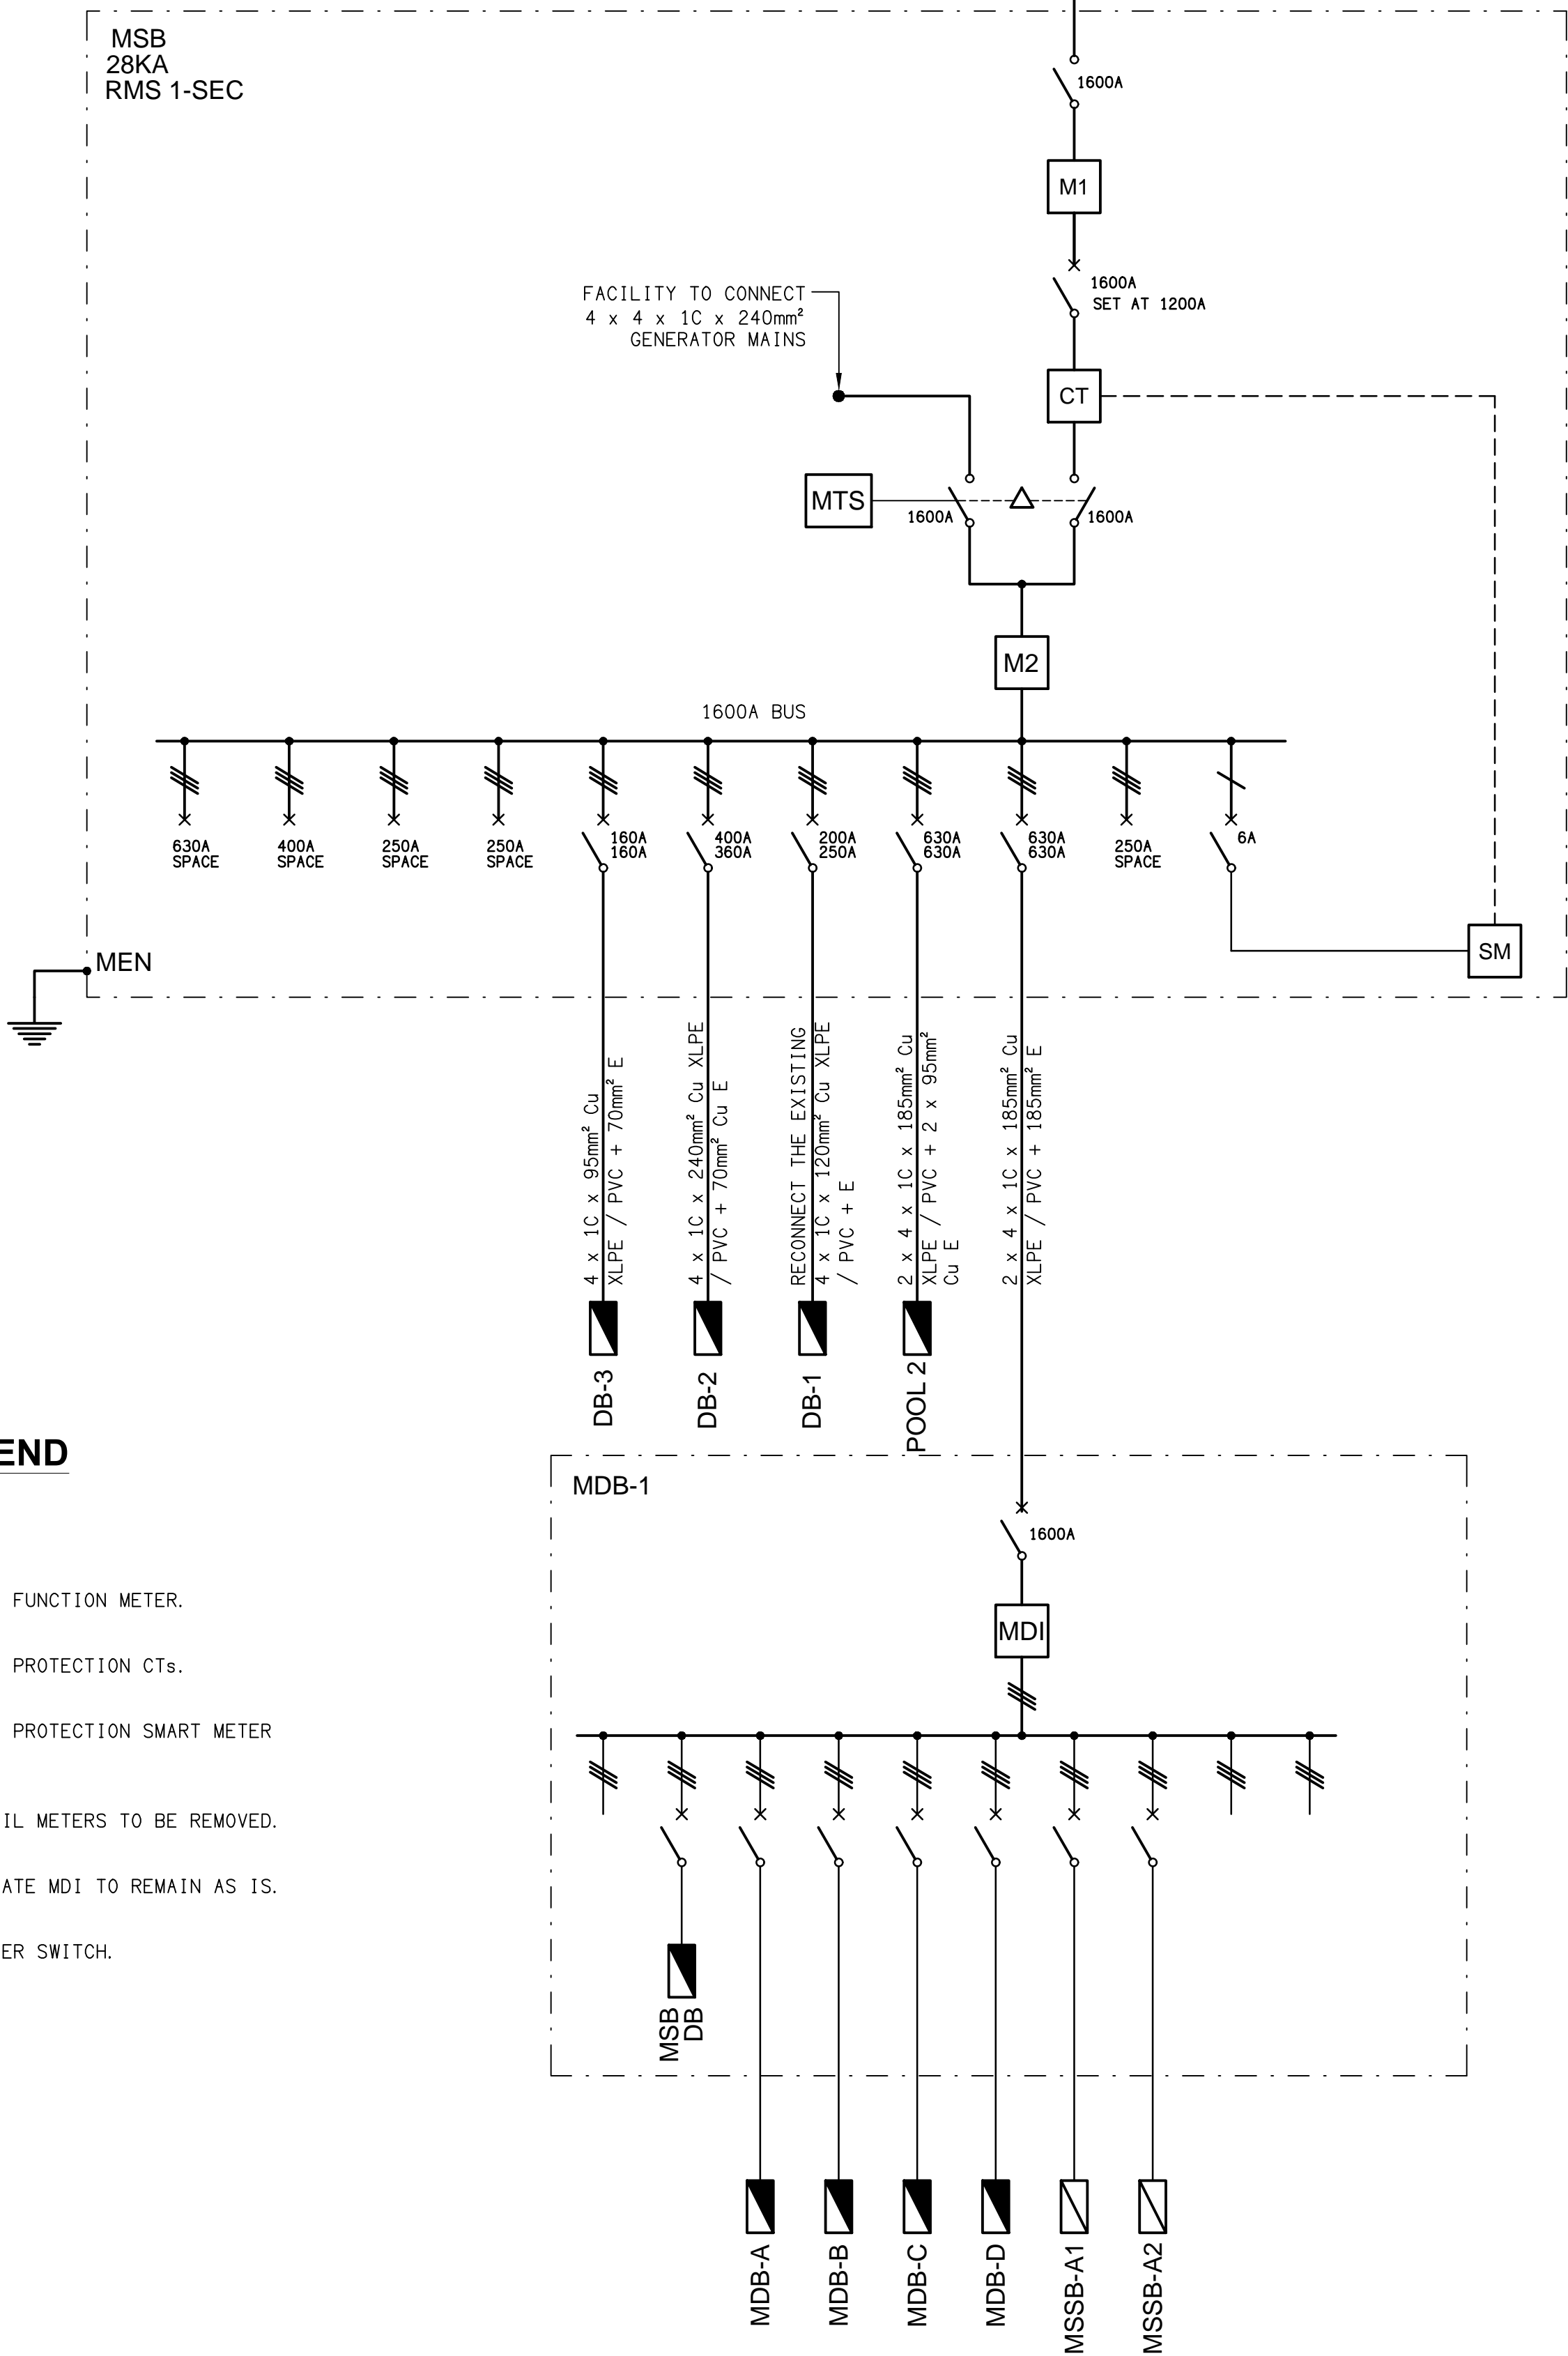 MSB
28KA
RMS 1-SEC
1600A
M1
1600A
SET AT 1200A
FACILITY TO CONNECT
4 x 4 x 1C x 240mm²
GENERATOR MAINS
CT
MTS
1600A
1600A
M2
1600A BUS
630A
SPACE
400A
SPACE
250A
SPACE
250A
SPACE
160A
160A
400A
360A
200A
250A
630A
630A
630A
630A
250A
SPACE
6A
SM
MEN
4 x 1C x 95mm² Cu
XLPE / PVC + 70mm² E
4 x 1C x 240mm² Cu XLPE
/ PVC + 70mm² Cu E
RECONNECT THE EXISTING
4 x 1C x 120mm² Cu XLPE
/ PVC + E
2 x 4 x 1C x 185mm² Cu
XLPE / PVC + 2 x 95mm²
Cu E
2 x 4 x 1C x 185mm² Cu
XLPE / PVC + 185mm² E
DB-3
DB-2
DB-1
POOL 2
END
FUNCTION METER.
PROTECTION CTs.
PROTECTION SMART METER
IL METERS TO BE REMOVED.
ATE MDI TO REMAIN AS IS.
ER SWITCH.
MDB-1
1600A
MDI
MSB
DB
MDB-A
MDB-B
MDB-C
MDB-D
MSSB-A1
MSSB-A2